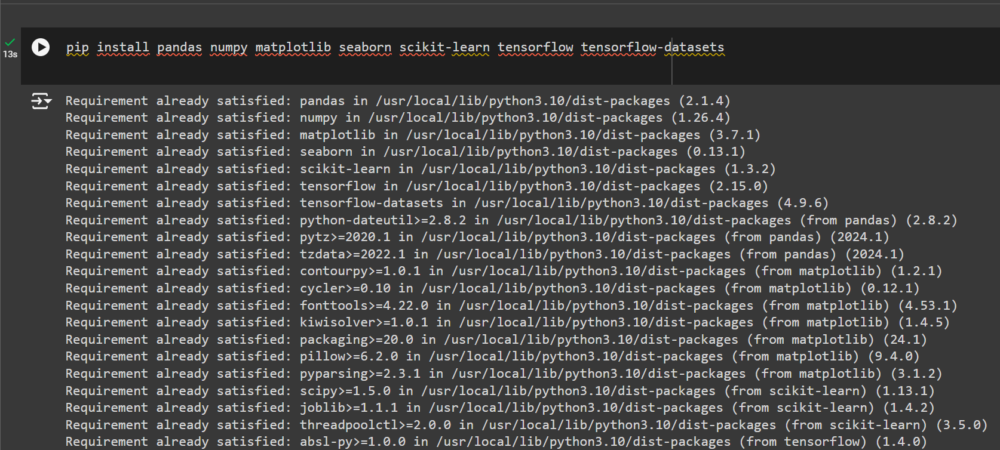 pip install pandas numpy matplotlib seaborn scikit-learn tensorflow tensorflow-datasets
13s
Requirement already satisfied: pandas in /usr/local/lib/python3.10/dist-packages (2.1.4)
Requirement already satisfied: numpy in /usr/local/lib/python3.10/dist-packages (1.26.4)
Requirement already satisfied: matplotlib in /usr/local/lib/python3.10/dist-packages (3.7.1)
Requirement already satisfied: seaborn in /usr/local/lib/python3.10/dist-packages (0.13.1)
Requirement already satisfied: scikit-learn in /usr/local/lib/python3.10/dist-packages (1.3.2)
Requirement already satisfied: tensorflow in /usr/local/lib/python3.10/dist-packages (2.15.0)
Requirement already satisfied: tensorflow-datasets in /usr/local/lib/python3.10/dist-packages (4.9.6)
Requirement already satisfied: python-dateutil>=2.8.2 in /usr/local/lib/python3.10/dist-packages (from pandas) (2.8.2)
Requirement already satisfied: pytz>=2020.1 in /usr/local/lib/python3.10/dist-packages (from pandas) (2024.1)
Requirement already satisfied: tzdata>=2022.1 in /usr/local/lib/python3.10/dist-packages (from pandas) (2024.1)
Requirement already satisfied: contourpy>=1.0.1 in /usr/local/lib/python3.10/dist-packages (from matplotlib) (1.2.1)
Requirement already satisfied: cycler>=0.10 in /usr/local/lib/python3.10/dist-packages (from matplotlib) (0.12.1)
Requirement already satisfied: fonttools>=4.22.0 in /usr/local/lib/python3.10/dist-packages (from matplotlib) (4.53.1)
Requirement already satisfied: kiwisolver>=1.0.1 in /usr/local/lib/python3.10/dist-packages (from matplotlib) (1.4.5)
Requirement already satisfied: packaging>=20.0 in /usr/local/lib/python3.10/dist-packages (from matplotlib) (24.1)
Requirement already satisfied: pillow>=6.2.0 in /usr/local/lib/python3.10/dist-packages (from matplotlib) (9.4.0)
Requirement already satisfied: pyparsing>=2.3.1 in /usr/local/lib/python3.10/dist-packages (from matplotlib) (3.1.2)
Requirement already satisfied: scipy>=1.5.0 in /usr/local/lib/python3.10/dist-packages (from scikit-learn) (1.13.1)
Requirement already satisfied: joblib>=1.1.1 in /usr/local/lib/python3.10/dist-packages (from scikit-learn) (1.4.2)
Requirement already satisfied: threadpoolctl>=2.0.0 in /usr/local/lib/python3.10/dist-packages (from scikit-learn) (3.5.0)
Requirement already satisfied: absl-py>=1.0.0 in /usr/local/lib/python3.10/dist-packages (from tensorflow) (1.4.0)